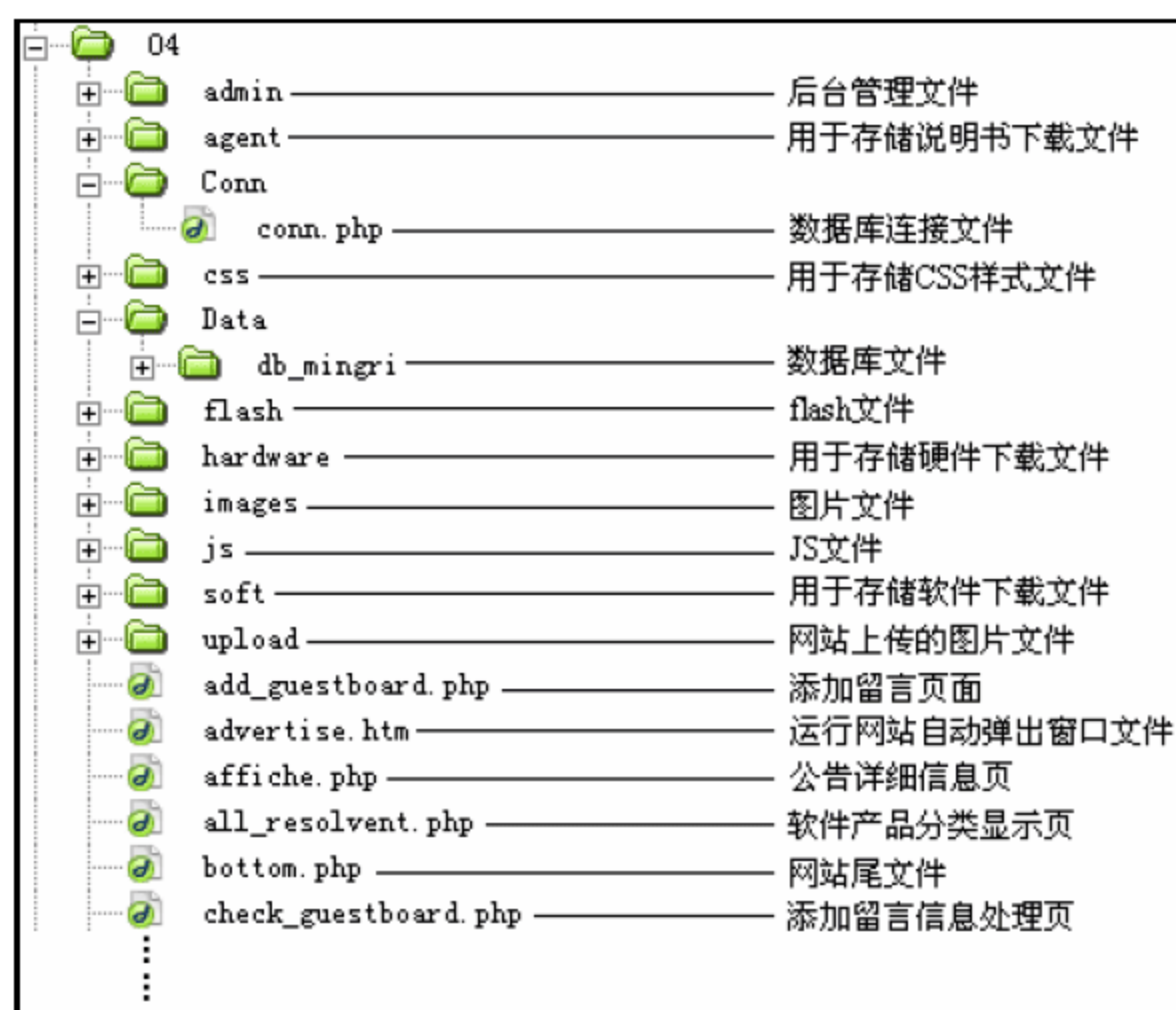 04
admin 后台管理文件
agent 用于存储说明书下载文件
Conn
conn.php 数据库连接文件
css 用于存储CSS样式文件
Data
db_mingri 数据库文件
flash flash文件
hardware 用于存储硬件下载文件
images 图片文件
js JS文件
soft 用于存储软件下载文件
upload 网站上传的图片文件
add_guestboard.php 添加留言页面
advertise.htm 运行网站自动弹出窗口文件
affiche.php 公告详细信息页
all_resolvent.php 软件产品分类显示页
bottom.php 网站尾文件
check_guestboard.php 添加留言信息处理页